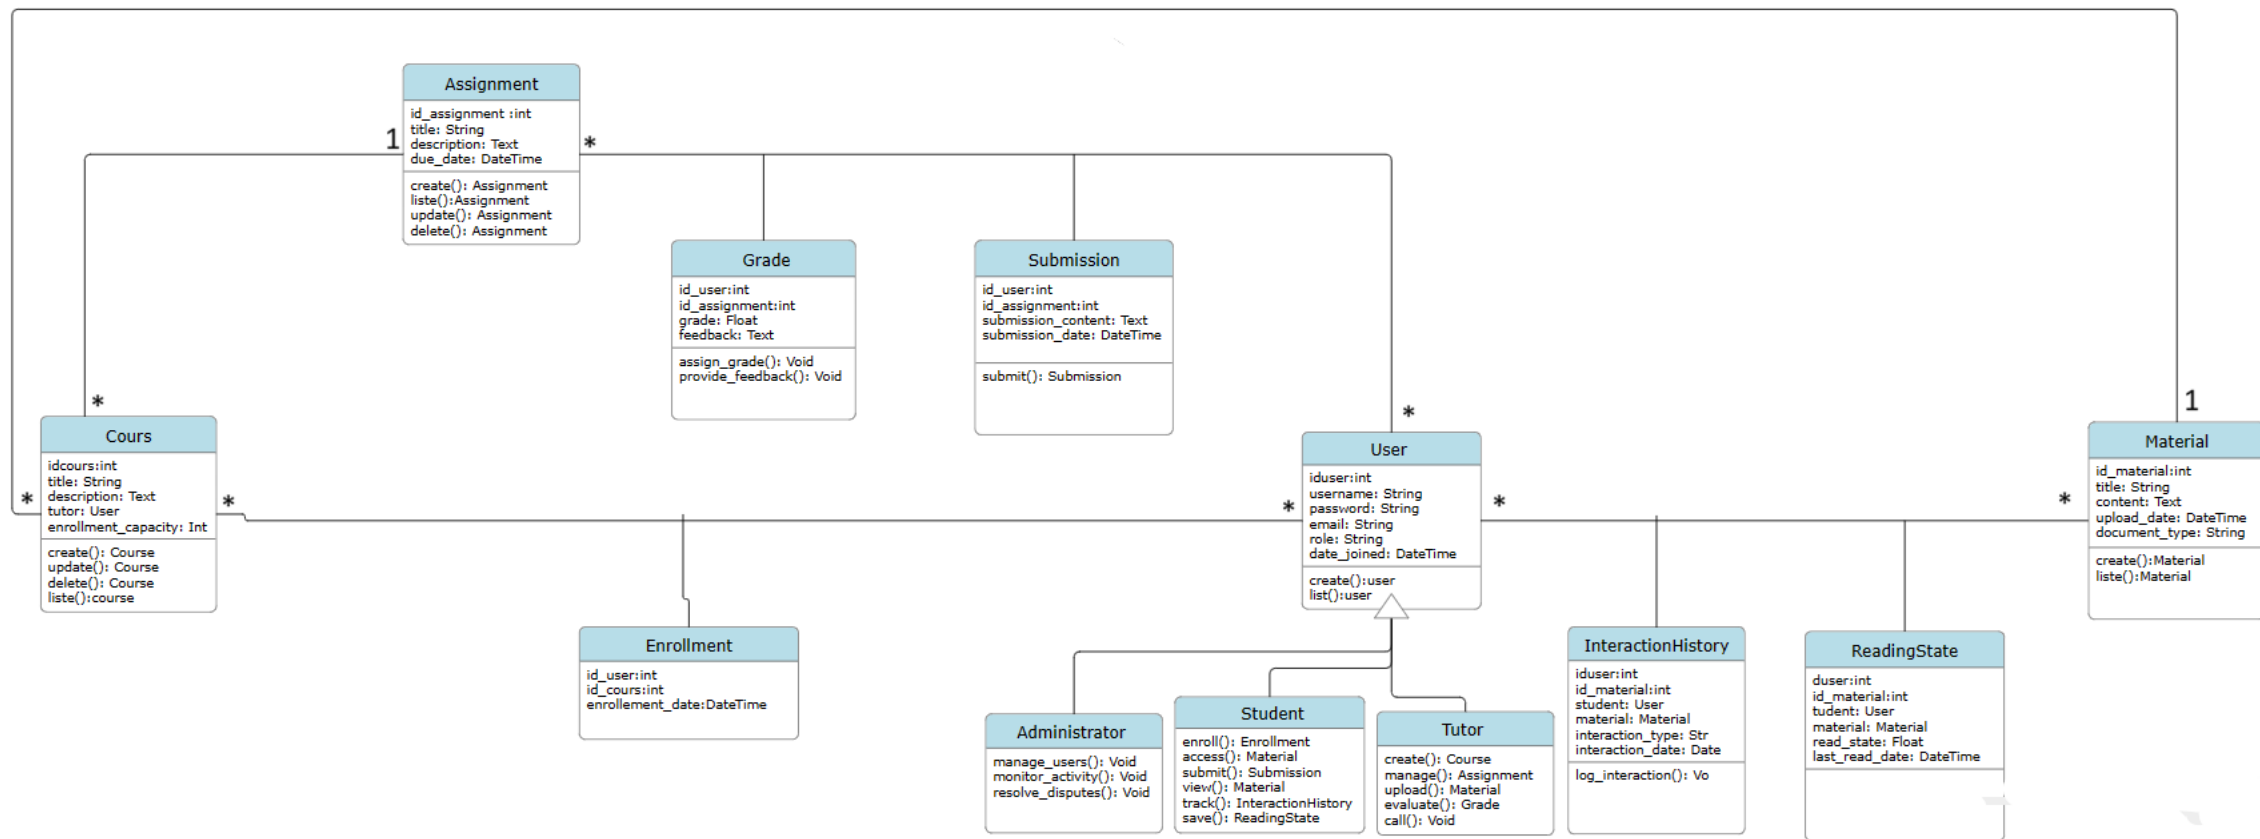 Assignment
id_assignment :int
title: String
description: Text
due_date: DateTime
create(): Assignment
liste():Assignment
update(): Assignment
delete(): Assignment
1
*
Grade
id_user:int
id_assignment:int
grade: Float
feedback: Text
assign_grade(): Void
provide_feedback(): Void
Submission
id_user:int
id_assignment:int
submission_content: Text
submission_date: DateTime
submit(): Submission
*
Cours
idcours:int
title: String
description: Text
tutor: User
enrollment_capacity: Int
create(): Course
update(): Course
delete(): Course
liste():course
*
*
*
User
iduser:int
username: String
password: String
email: String
role: String
date_joined: DateTime
create():user
list():user
*
*
*
1
Material
id_material:int
title: String
content: Text
upload_date: DateTime
document_type: String
create():Material
liste():Material
Enrollment
id_user:int
id_cours:int
enrollement_date:DateTime
Administrator
manage_users(): Void
monitor_activity(): Void
resolve_disputes(): Void
Student
enroll(): Enrollment
access(): Material
submit(): Submission
view(): Material
track(): InteractionHistory
save(): ReadingState
Tutor
create(): Course
manage(): Assignment
upload(): Material
evaluate(): Grade
call(): Void
InteractionHistory
iduser:int
id_material:int
student: User
material: Material
interaction_type: Str
interaction_date: Date
log_interaction(): Vo
ReadingState
duser:int
id_material:int
tudent: User
material: Material
read_state: Float
last_read_date: DateTime